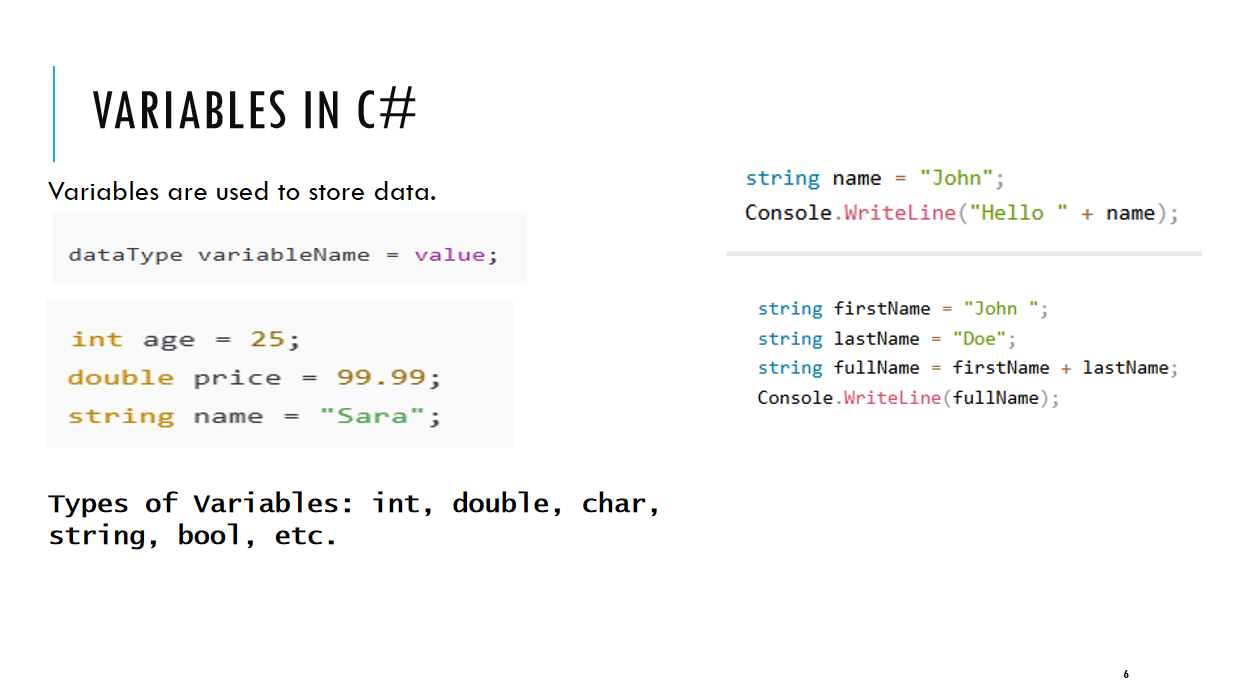 VARIABLES IN C#
Variables are used to store data.
dataType variableName = value;
int age = 25;
double price = 99.99;
string name = "Sara";
Types of Variables: int, double, char,
string, bool, etc.
string name = "John";
Console.WriteLine("Hello " + name);
string firstName = "John ";
string lastName = "Doe";
string fullName = firstName + lastName;
Console.WriteLine(fullName);
6